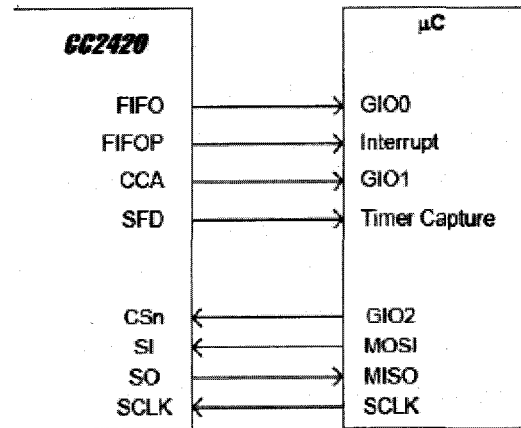 CC2420 µC
FIFO GIO0
FIFOP Interrupt
CCA GIO1
SFD Timer Capture
CSn GIO2
SI MOSI
SO MISO
SCLK SCLK